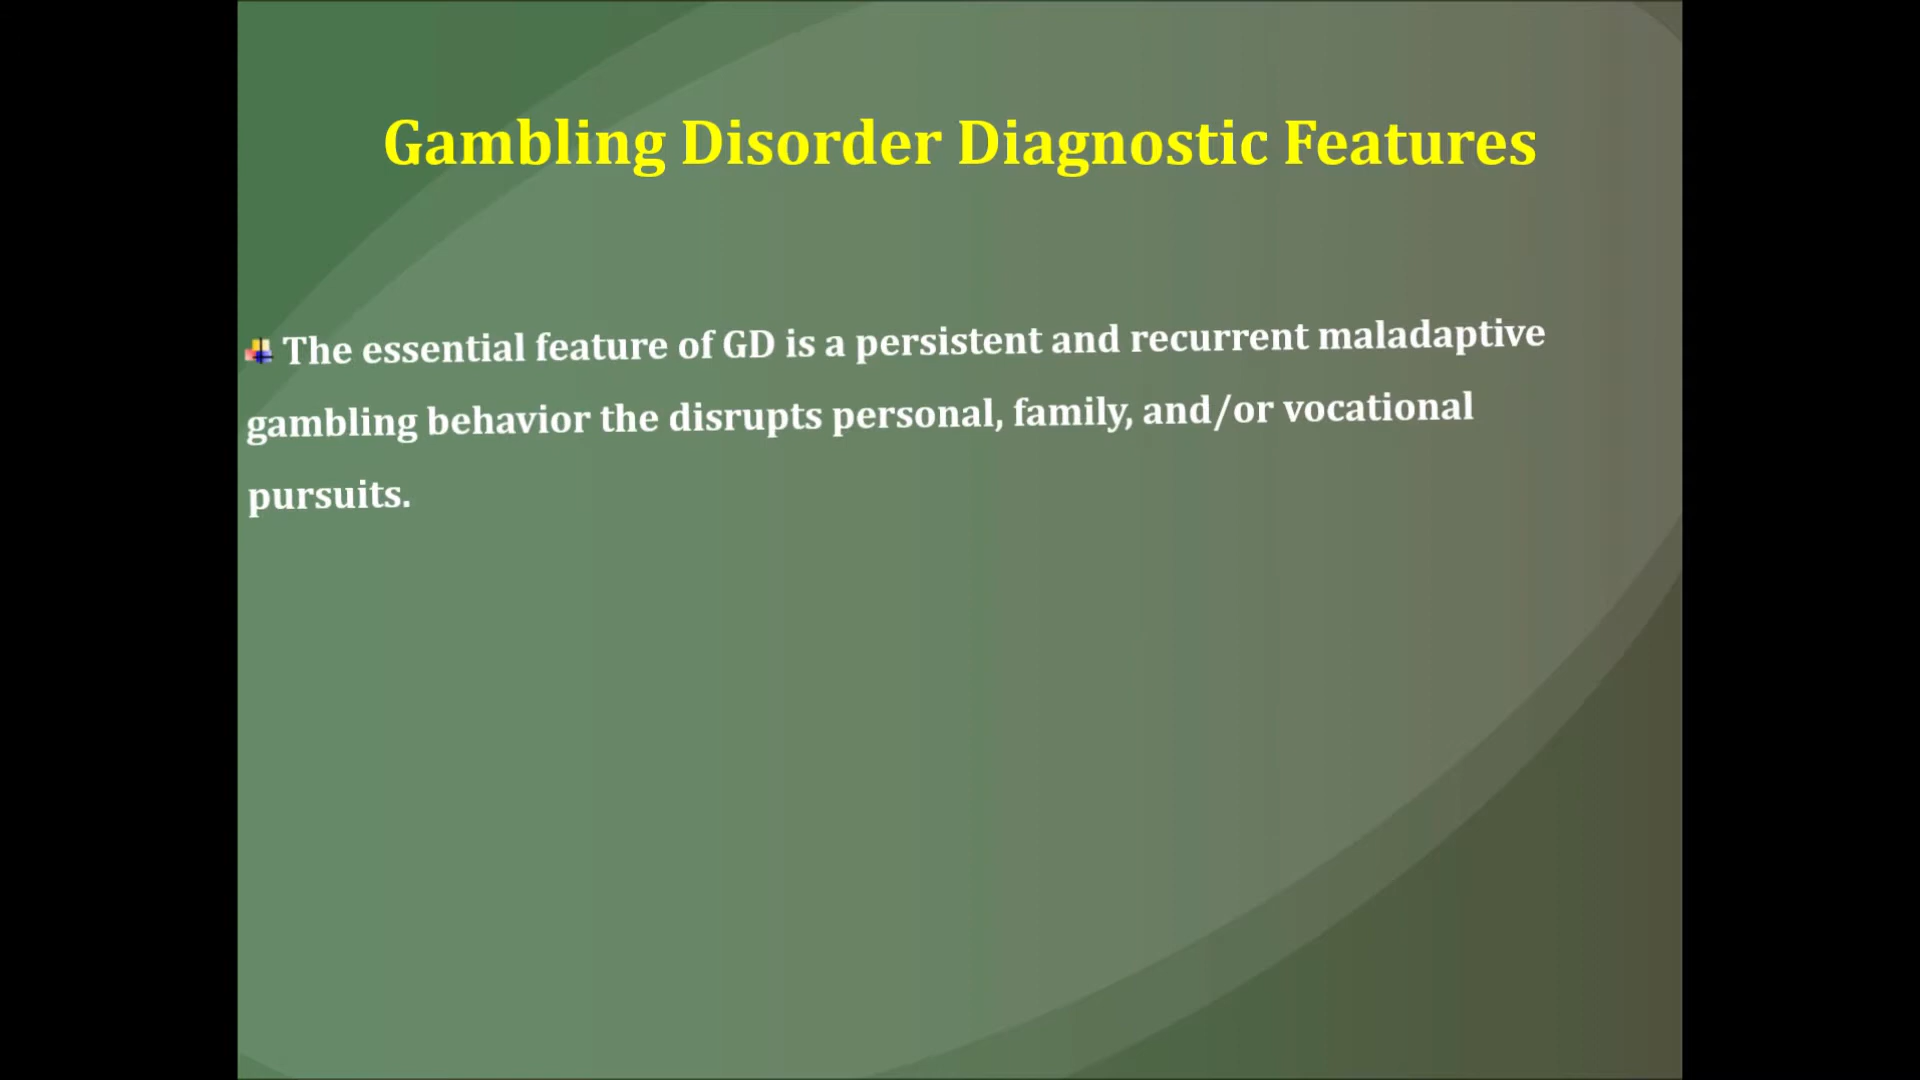 Gambling Disorder Diagnostic Features
The essential feature of GD is a persistent and recurrent maladaptive
gambling behavior the disrupts personal, family, and/or vocational
pursuits.